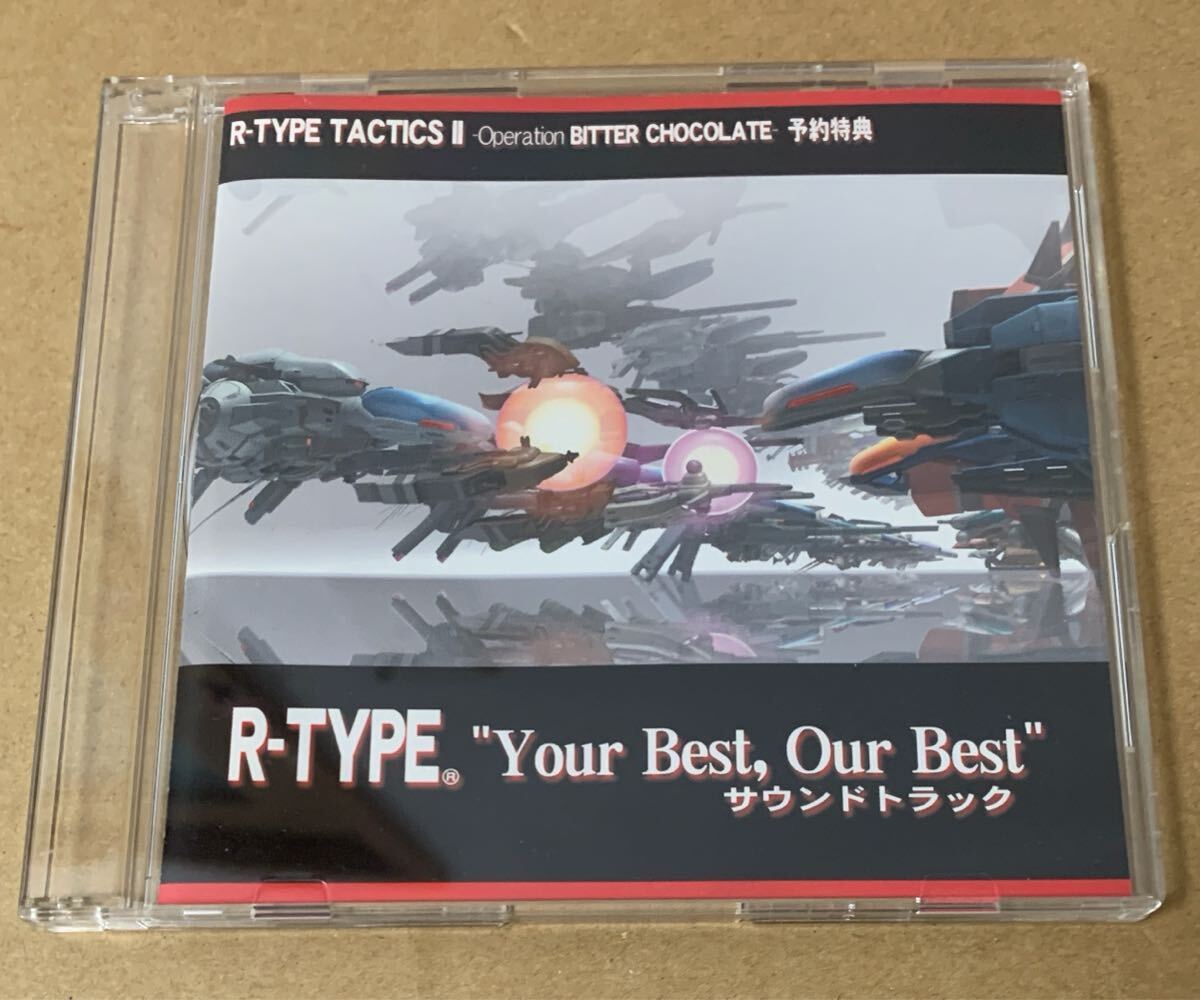 R-TYPE TACTICS II -Operation BITTER CHOCOLATE- 予約特典
R-TYPE® "Your Best, Our Best"
サウンドトラック